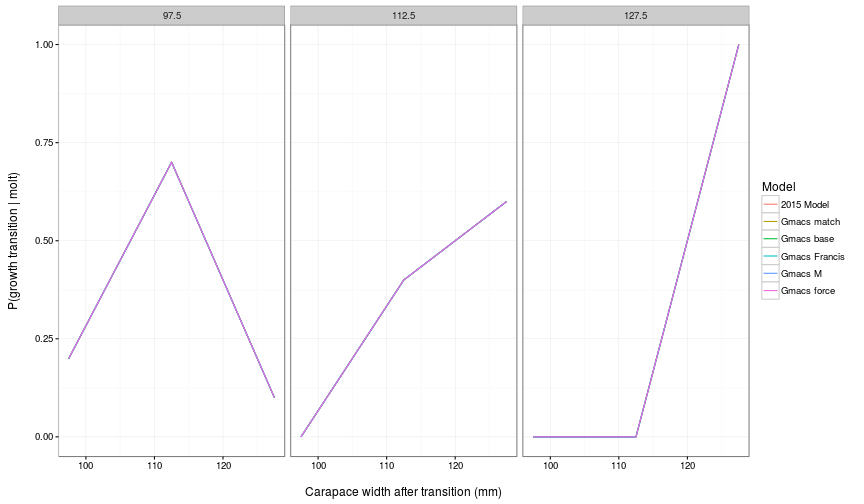 97.5 112.5 127.5
1.00
0.75
0.50
0.25
0.00
P(growth transition | molt)
100 110 120 100 110 120 100 110 120
Carapace width after transition (mm)
Model
2015 Model
Gmacs match
Gmacs base
Gmacs Francis
Gmacs M
Gmacs force